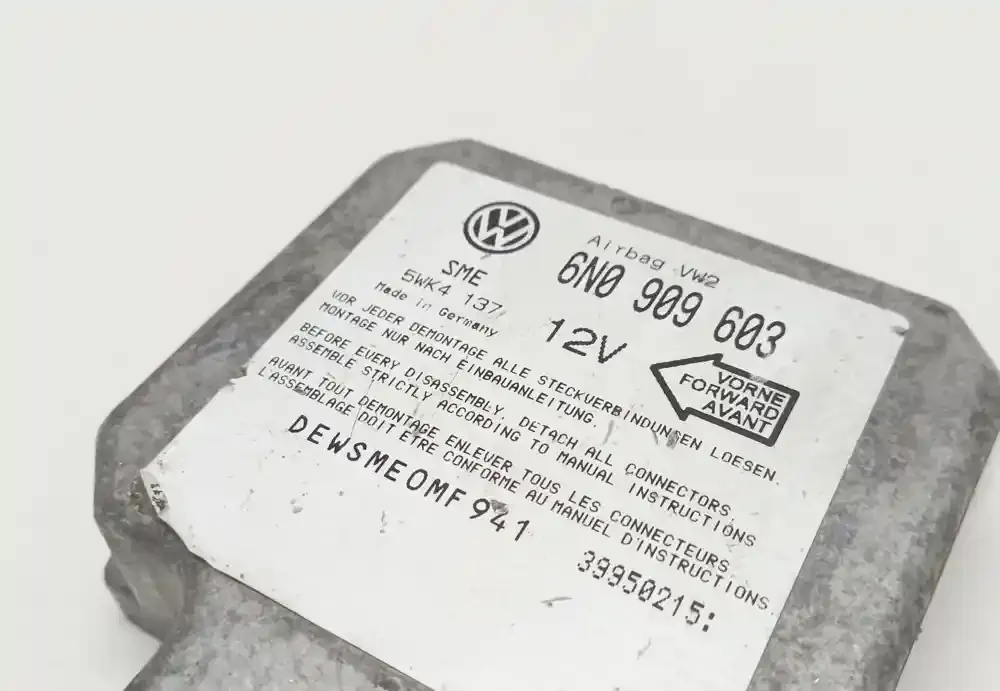 Airbag VW2
6N0 909 603
SME
5WK4 137
Made in Germany
12V
VORNE
FORWARD
AVANT
VOR JEDER DEMONTAGE ALLE STECKVERBINDUNGEN LOESEN.
MONTAGE NUR NACH EINBAUANLEITUNG.
BEFORE EVERY DISASSEMBLY, DETACH ALL CONNECTORS.
ASSEMBLE STRICTLY ACCORDING TO MANUAL INSTRUCTIONS
AVANT TOUT DEMONTAGE ENLEVER TOUS LES CONNECTEURS.
L'ASSEMBLAGE DOIT ETRE CONFORME AU MANUEL D'INSTRUCTIONS.
DEWSMEOMF941
39950215: